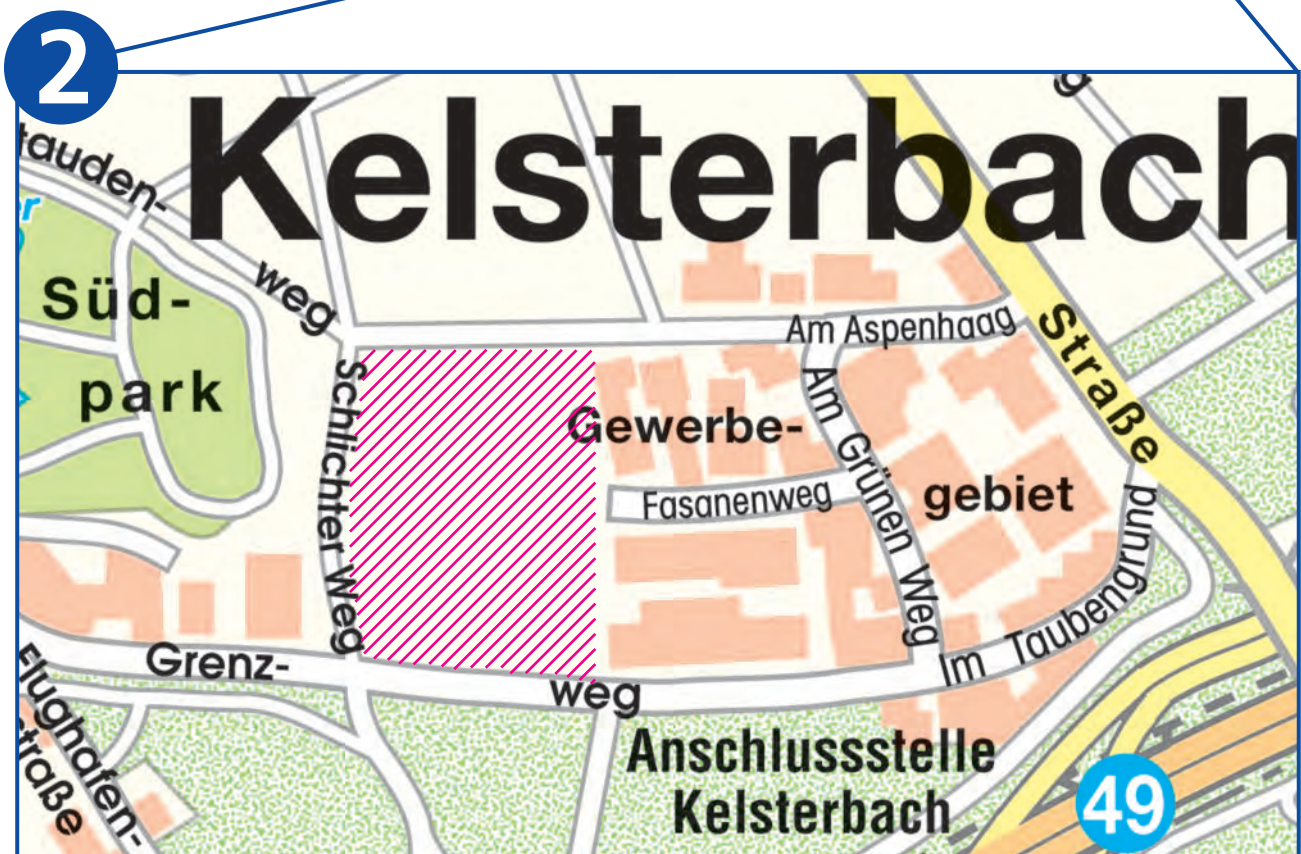 2
Kelsterbach
tauden-
weg
Süd-
park
Am Aspenhaag
Straße
Schlichter Weg
Gewerbe-
gebiet
Am Grünen Weg
Fasanenweg
Im Taubengrund
Grenz-
weg
Flughafen-
straße
Anschlussstelle
Kelsterbach
49